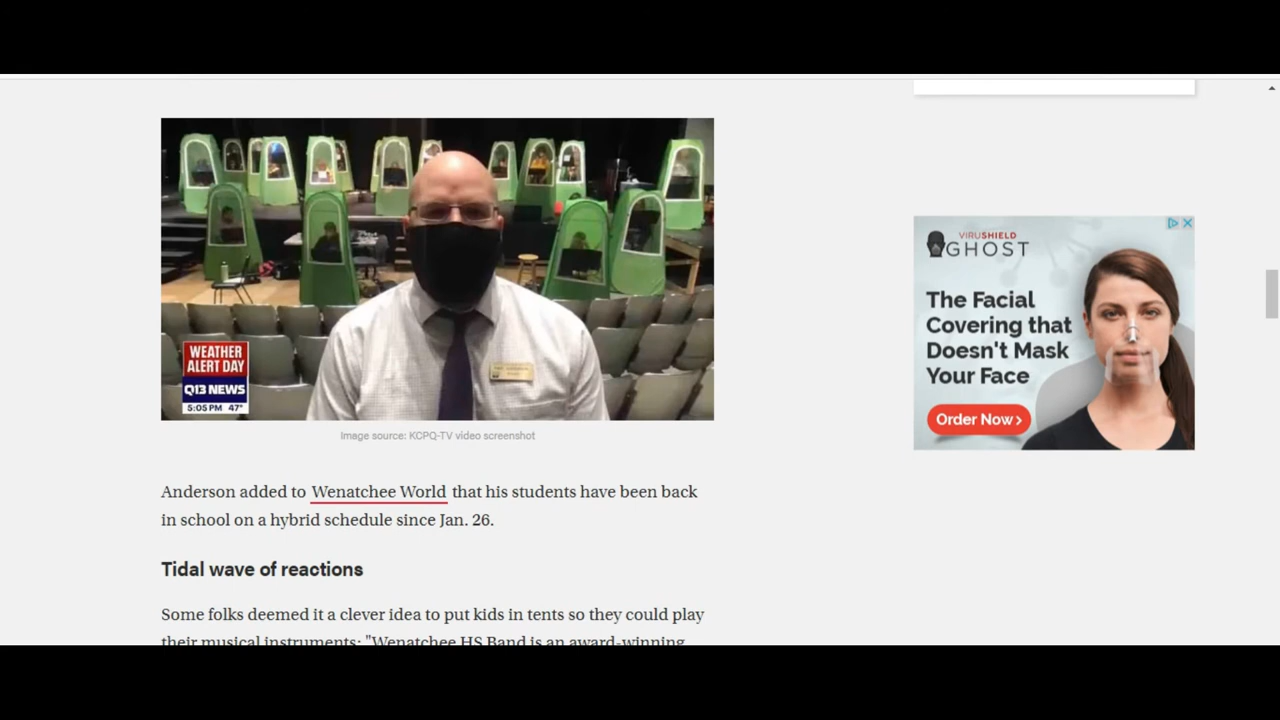 WEATHER
ALERT DAY
Q13 NEWS
5:05 PM 47°
Image source: KCPQ-TV video screenshot
Anderson added to Wenatchee World that his students have been back
in school on a hybrid schedule since Jan. 26.
Tidal wave of reactions
Some folks deemed it a clever idea to put kids in tents so they could play
their musical instruments: "Wenatchee HS Band is an award-winning
VIRUSHIELD
GHOST
The Facial
Covering that
Doesn't Mask
Your Face
Order Now >